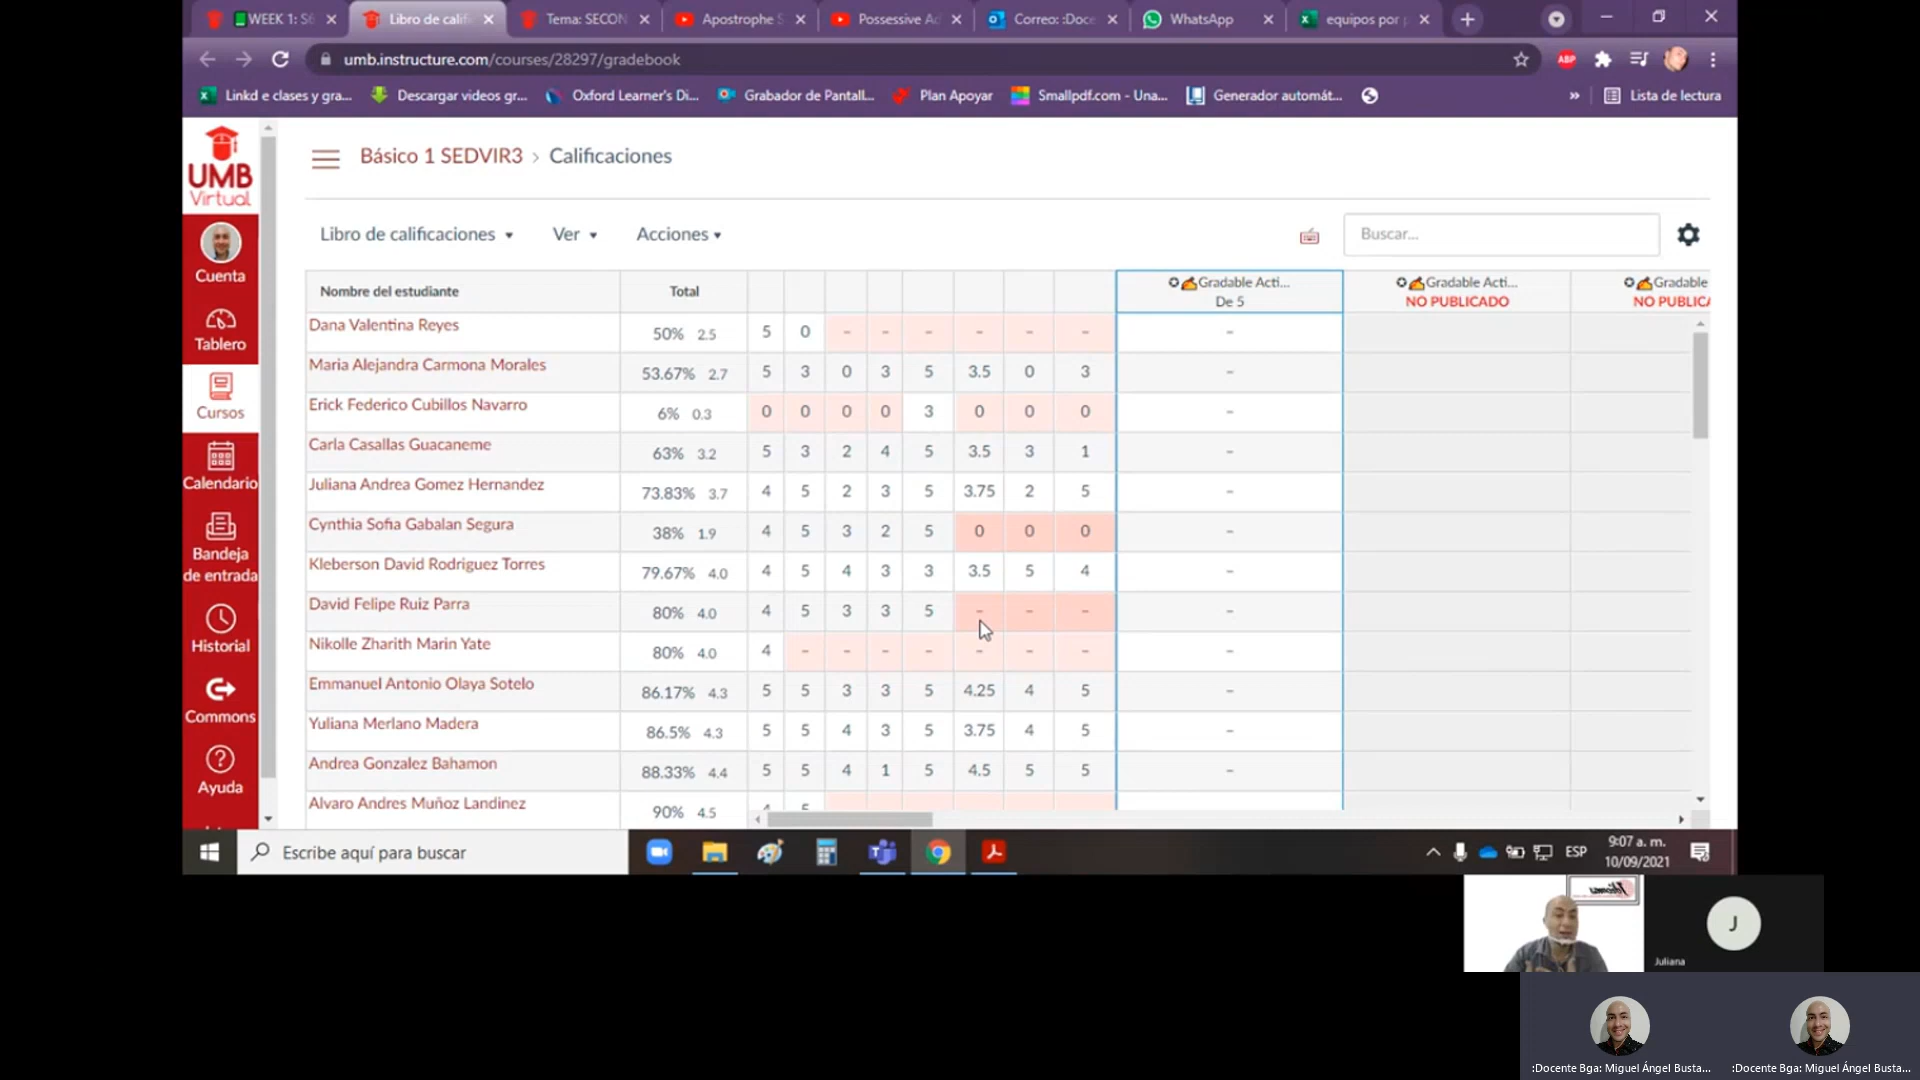 WEEK 1: S6
Libro de calific
Tema: SECON
Apostrophe S
Possessive Ad
Correo: :Doce
WhatsApp
equipos por
umb.instructure.com/courses/28297/gradebook
ABP
Linkd e clases y gra...
Descargar videos gr...
Oxford Learner's Di...
Grabador de Pantall...
Plan Apoyar
Smallpdf.com - Una...
Generador automát...
»
Lista de lectura
UMB
Virtual
Básico 1 SEDVIR3 > Calificaciones
Libro de calificaciones
Ver
Acciones
Buscar...
Cuenta
Tablero
Cursos
Calendario
Bandeja
de entrada
Historial
Commons
Ayuda
Nombre del estudiante Total Gradable Acti... Gradable Acti... Gradable
De 5 NO PUBLICADO NO PUBLICA
Dana Valentina Reyes 50% 2.5 5 0 - - - - - - -
Maria Alejandra Carmona Morales 53.67% 2.7 5 3 0 3 5 3.5 0 3 -
Erick Federico Cubillos Navarro 6% 0.3 0 0 0 0 3 0 0 0 -
Carla Casallas Guacaneme 63% 3.2 5 3 2 4 5 3.5 3 1 -
Juliana Andrea Gomez Hernandez 73.83% 3.7 4 5 2 3 5 3.75 2 5 -
Cynthia Sofia Gabalan Segura 38% 1.9 4 5 3 2 5 0 0 0 -
Kleberson David Rodriguez Torres 79.67% 4.0 4 5 4 3 3 3.5 5 4 -
David Felipe Ruiz Parra 80% 4.0 4 5 3 3 5 - - - -
Nikolle Zharith Marin Yate 80% 4.0 4 - - - - - - - -
Emmanuel Antonio Olaya Sotelo 86.17% 4.3 5 5 3 3 5 4.25 4 5 -
Yuliana Merlano Madera 86.5% 4.3 5 5 4 3 5 3.75 4 5 -
Andrea Gonzalez Bahamon 88.33% 4.4 5 5 4 1 5 4.5 5 5 -
Alvaro Andres Muñoz Landinez 90% 4.5 4 5
Escribe aquí para buscar
ESP
9:07 a. m.
10/09/2021
J
Juliana
:Docente Bga: Miguel Ángel Busta...
:Docente Bga: Miguel Ángel Busta...